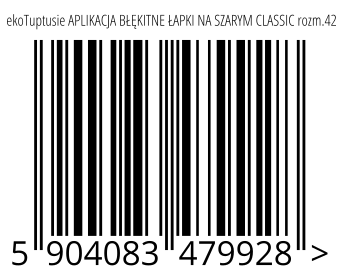 ekoTuptusie APLIKACJA BŁĘKITNE ŁAPKI NA SZARYM CLASSIC rozm.42
5 904083 479928 >